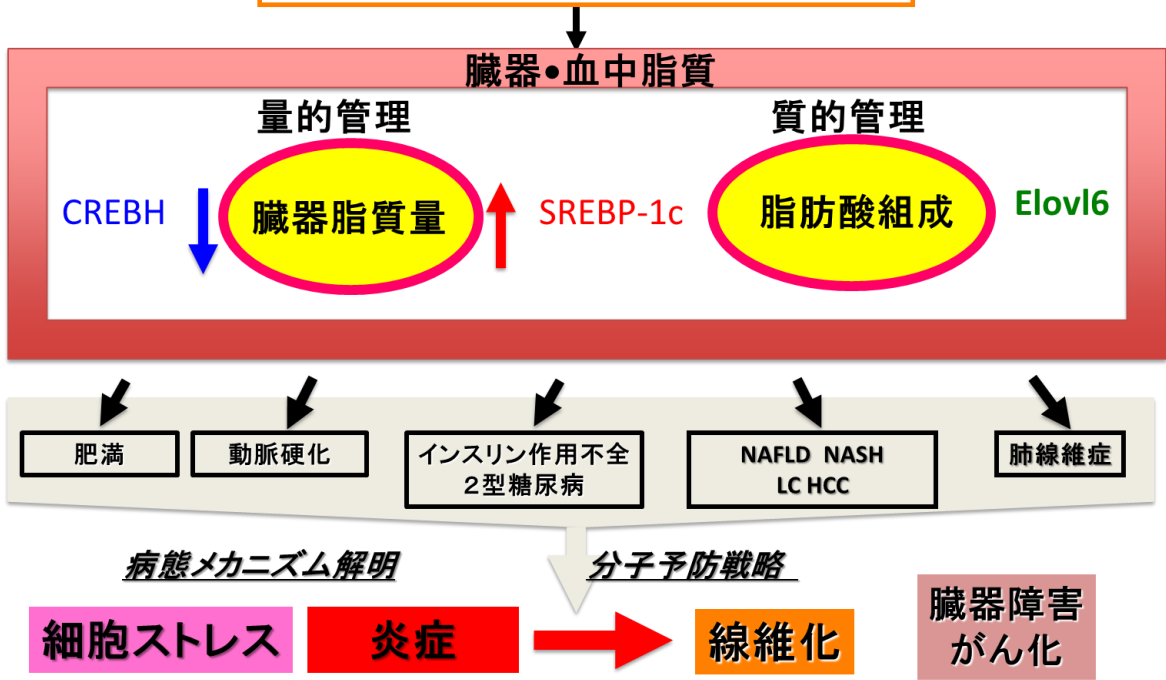 臓器•血中脂質
量的管理
質的管理
CREBH
臓器脂質量
SREBP-1c
脂肪酸組成
Elovl6
肥満
動脈硬化
インスリン作用不全
２型糖尿病
NAFLD NASH
LC HCC
肺線維症
病態メカニズム解明
分子予防戦略
細胞ストレス
炎症
線維化
臓器障害
がん化